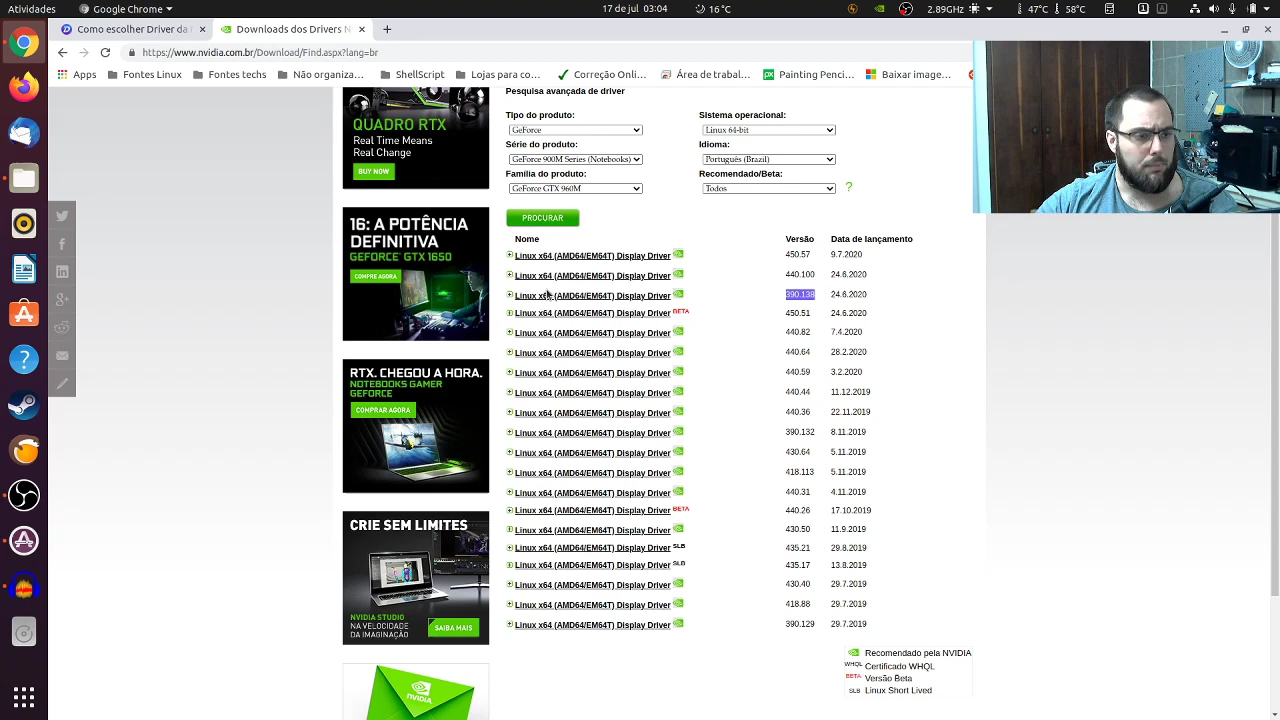 Atividades
Google Chrome ▾
17 de jul 03:04
16°C
2.89GHz
58°C
Como escolher Driver da
Downloads dos Drivers N
https://www.nvidia.com.br/Download/Find.aspx?lang=br
Apps
Fontes Linux
Fontes techs
Não organiza...
ShellScript
Lojas para co...
Correção Onli...
Área de trabal...
Painting Penci...
Baixar image...
QUADRO RTX
Real Time Means
Real Change
BUY NOW
16: A POTÊNCIA
DEFINITIVA
GEFORCE® GTX 1650
COMPRE AGORA
RTX. CHEGOU A HORA.
NOTEBOOKS GAMER
GEFORCE
COMPRAR AGORA
CRIE SEM LIMITES
NVIDIA STUDIO
NA VELOCIDADE
DA IMAGINAÇÃO
SAIBA MAIS
NVIDIA
Pesquisa avançada de driver
Tipo do produto:
GeForce
Sistema operacional:
Linux 64-bit
Série do produto:
GeForce 900M Series (Notebooks)
Idioma:
Português (Brazil)
Família do produto:
GeForce GTX 960M
Recomendado/Beta:
Todos
?
PROCURAR
Nome Versão Data de lançamento
Linux x64 (AMD64/EM64T) Display Driver 450.57 9.7.2020
Linux x64 (AMD64/EM64T) Display Driver 440.100 24.6.2020
Linux x64 (AMD64/EM64T) Display Driver 390.138 24.6.2020
Linux x64 (AMD64/EM64T) Display Driver BETA 450.51 24.6.2020
Linux x64 (AMD64/EM64T) Display Driver 440.82 7.4.2020
Linux x64 (AMD64/EM64T) Display Driver 440.64 28.2.2020
Linux x64 (AMD64/EM64T) Display Driver 440.59 3.2.2020
Linux x64 (AMD64/EM64T) Display Driver 440.44 11.12.2019
Linux x64 (AMD64/EM64T) Display Driver 440.36 22.11.2019
Linux x64 (AMD64/EM64T) Display Driver 390.132 8.11.2019
Linux x64 (AMD64/EM64T) Display Driver 430.64 5.11.2019
Linux x64 (AMD64/EM64T) Display Driver 418.113 5.11.2019
Linux x64 (AMD64/EM64T) Display Driver 440.31 4.11.2019
Linux x64 (AMD64/EM64T) Display Driver BETA 440.26 17.10.2019
Linux x64 (AMD64/EM64T) Display Driver 430.50 11.9.2019
Linux x64 (AMD64/EM64T) Display Driver SLB 435.21 29.8.2019
Linux x64 (AMD64/EM64T) Display Driver SLB 435.17 13.8.2019
Linux x64 (AMD64/EM64T) Display Driver 430.40 29.7.2019
Linux x64 (AMD64/EM64T) Display Driver 418.88 29.7.2019
Linux x64 (AMD64/EM64T) Display Driver 390.129 29.7.2019
Recomendado pela NVIDIA
WHQL Certificado WHQL
BETA Versão Beta
SLB Linux Short Lived